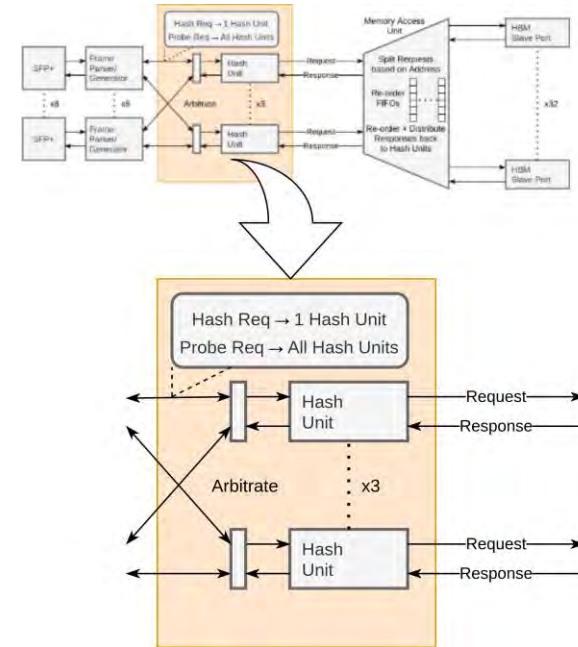 Hash Req → 1 Hash Unit
Probe Req → All Hash Units
Memory Access
Unit
SFP+
Frame
Parser/
Generator
Hash
Unit
Request
Response
Split Requests
based on Address
HBM
Slave Port
x8
x8
Arbitrate
x3
Re-order
FIFOs
x32
SFP+
Frame
Parser/
Generator
Hash
Unit
Request
Response
Re-order + Distribute
Responses back
to Hash Units
HBM
Slave Port
Hash Req → 1 Hash Unit
Probe Req → All Hash Units
Hash
Unit
Request
Response
Arbitrate
x3
Hash
Unit
Request
Response